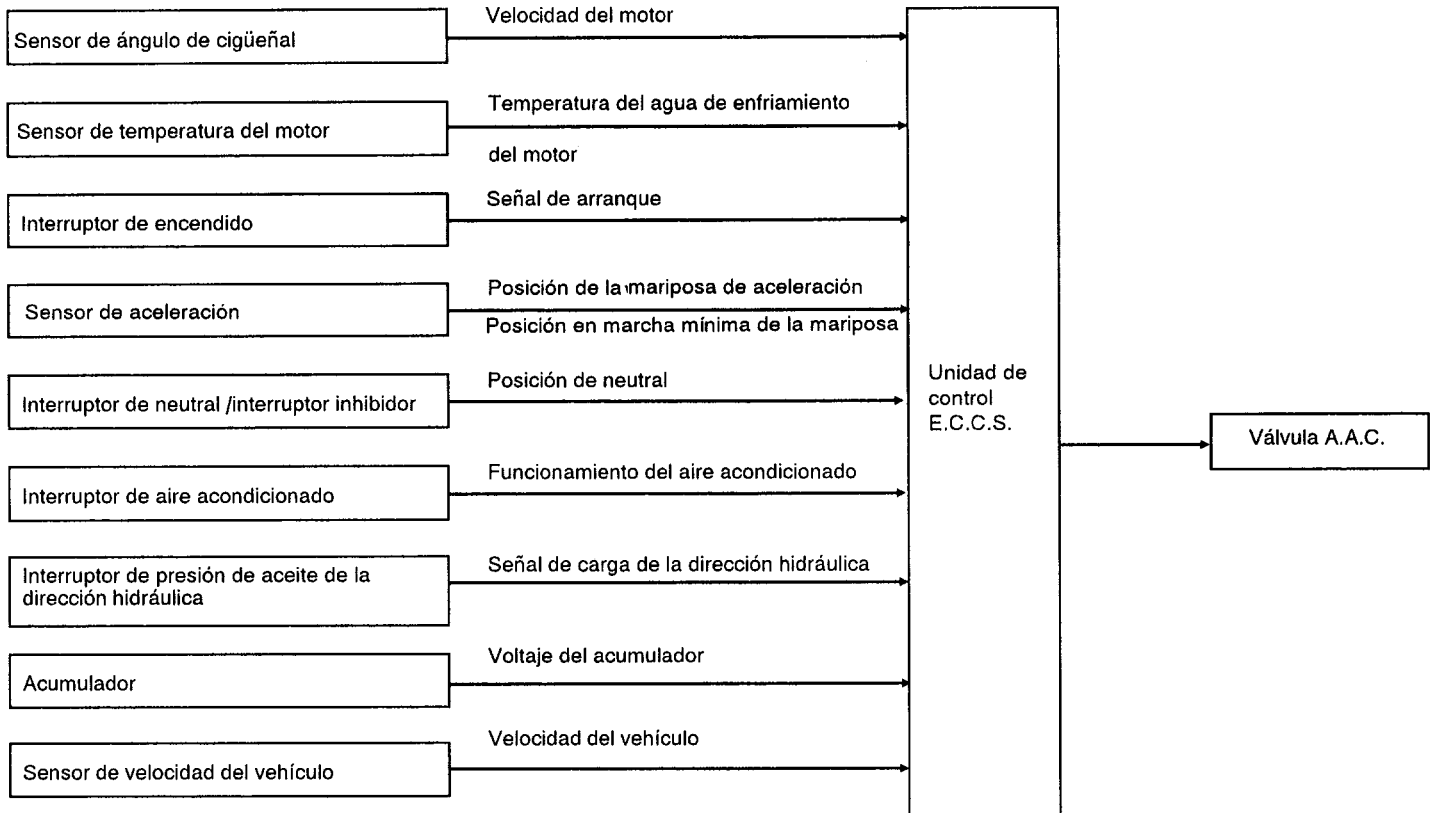 Velocidad del motor
Sensor de ángulo de cigüeñal
Temperatura del agua de enfriamiento
Sensor de temperatura del motor
del motor
Señal de arranque
Interruptor de encendido
Posición de la mariposa de aceleración
Sensor de aceleración
Posición en marcha mínima de la mariposa
Posición de neutral
Interruptor de neutral /interruptor inhibidor
Funcionamiento del aire acondicionado
Interruptor de aire acondicionado
Señal de carga de la dirección hidráulica
Interruptor de presión de aceite de la
dirección hidráulica
Voltaje del acumulador
Acumulador
Velocidad del vehículo
Sensor de velocidad del vehículo
Unidad de
control
E.C.C.S.
Válvula A.A.C.